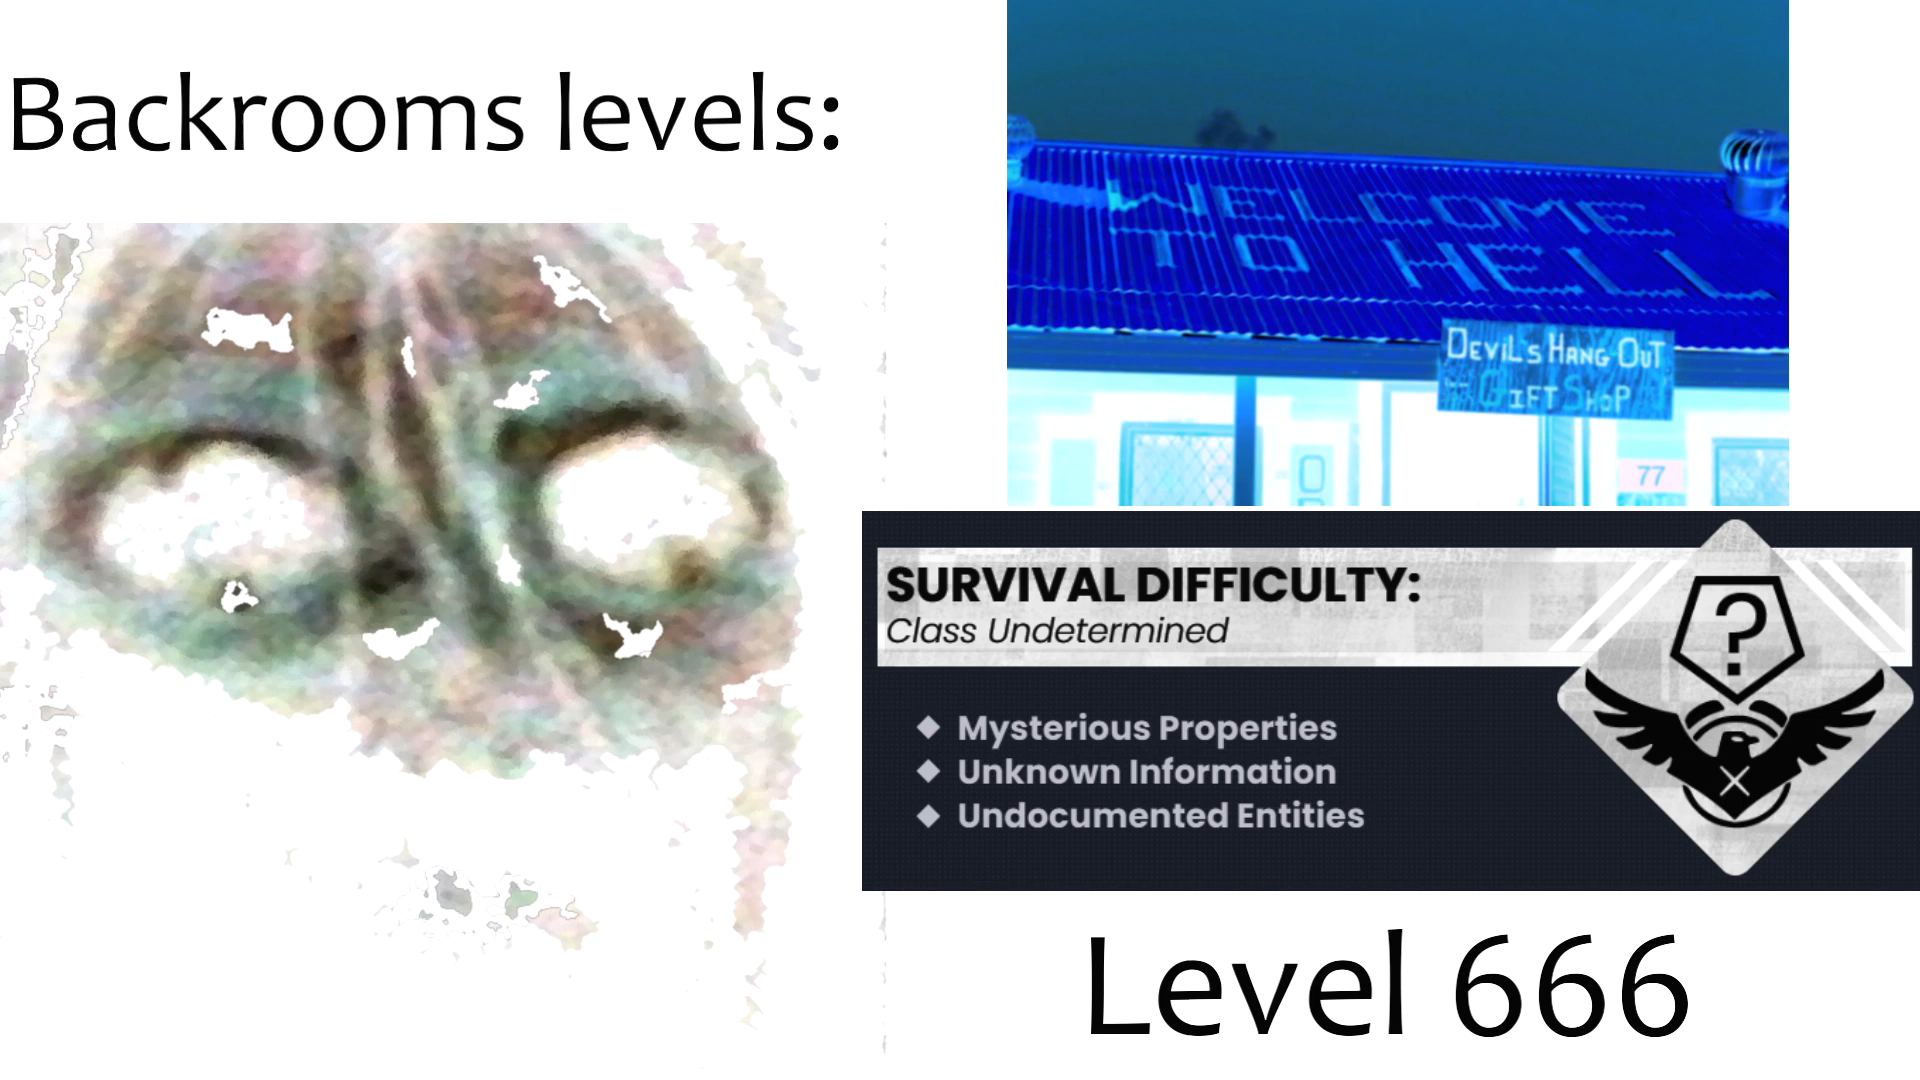 Backrooms levels:
WELCOME
TO HELL
DEVILS HANG OUT
GIFT SHOP
77
SURVIVAL DIFFICULTY:
Class Undetermined
?
Mysterious Properties
Unknown Information
Undocumented Entities
Level 666